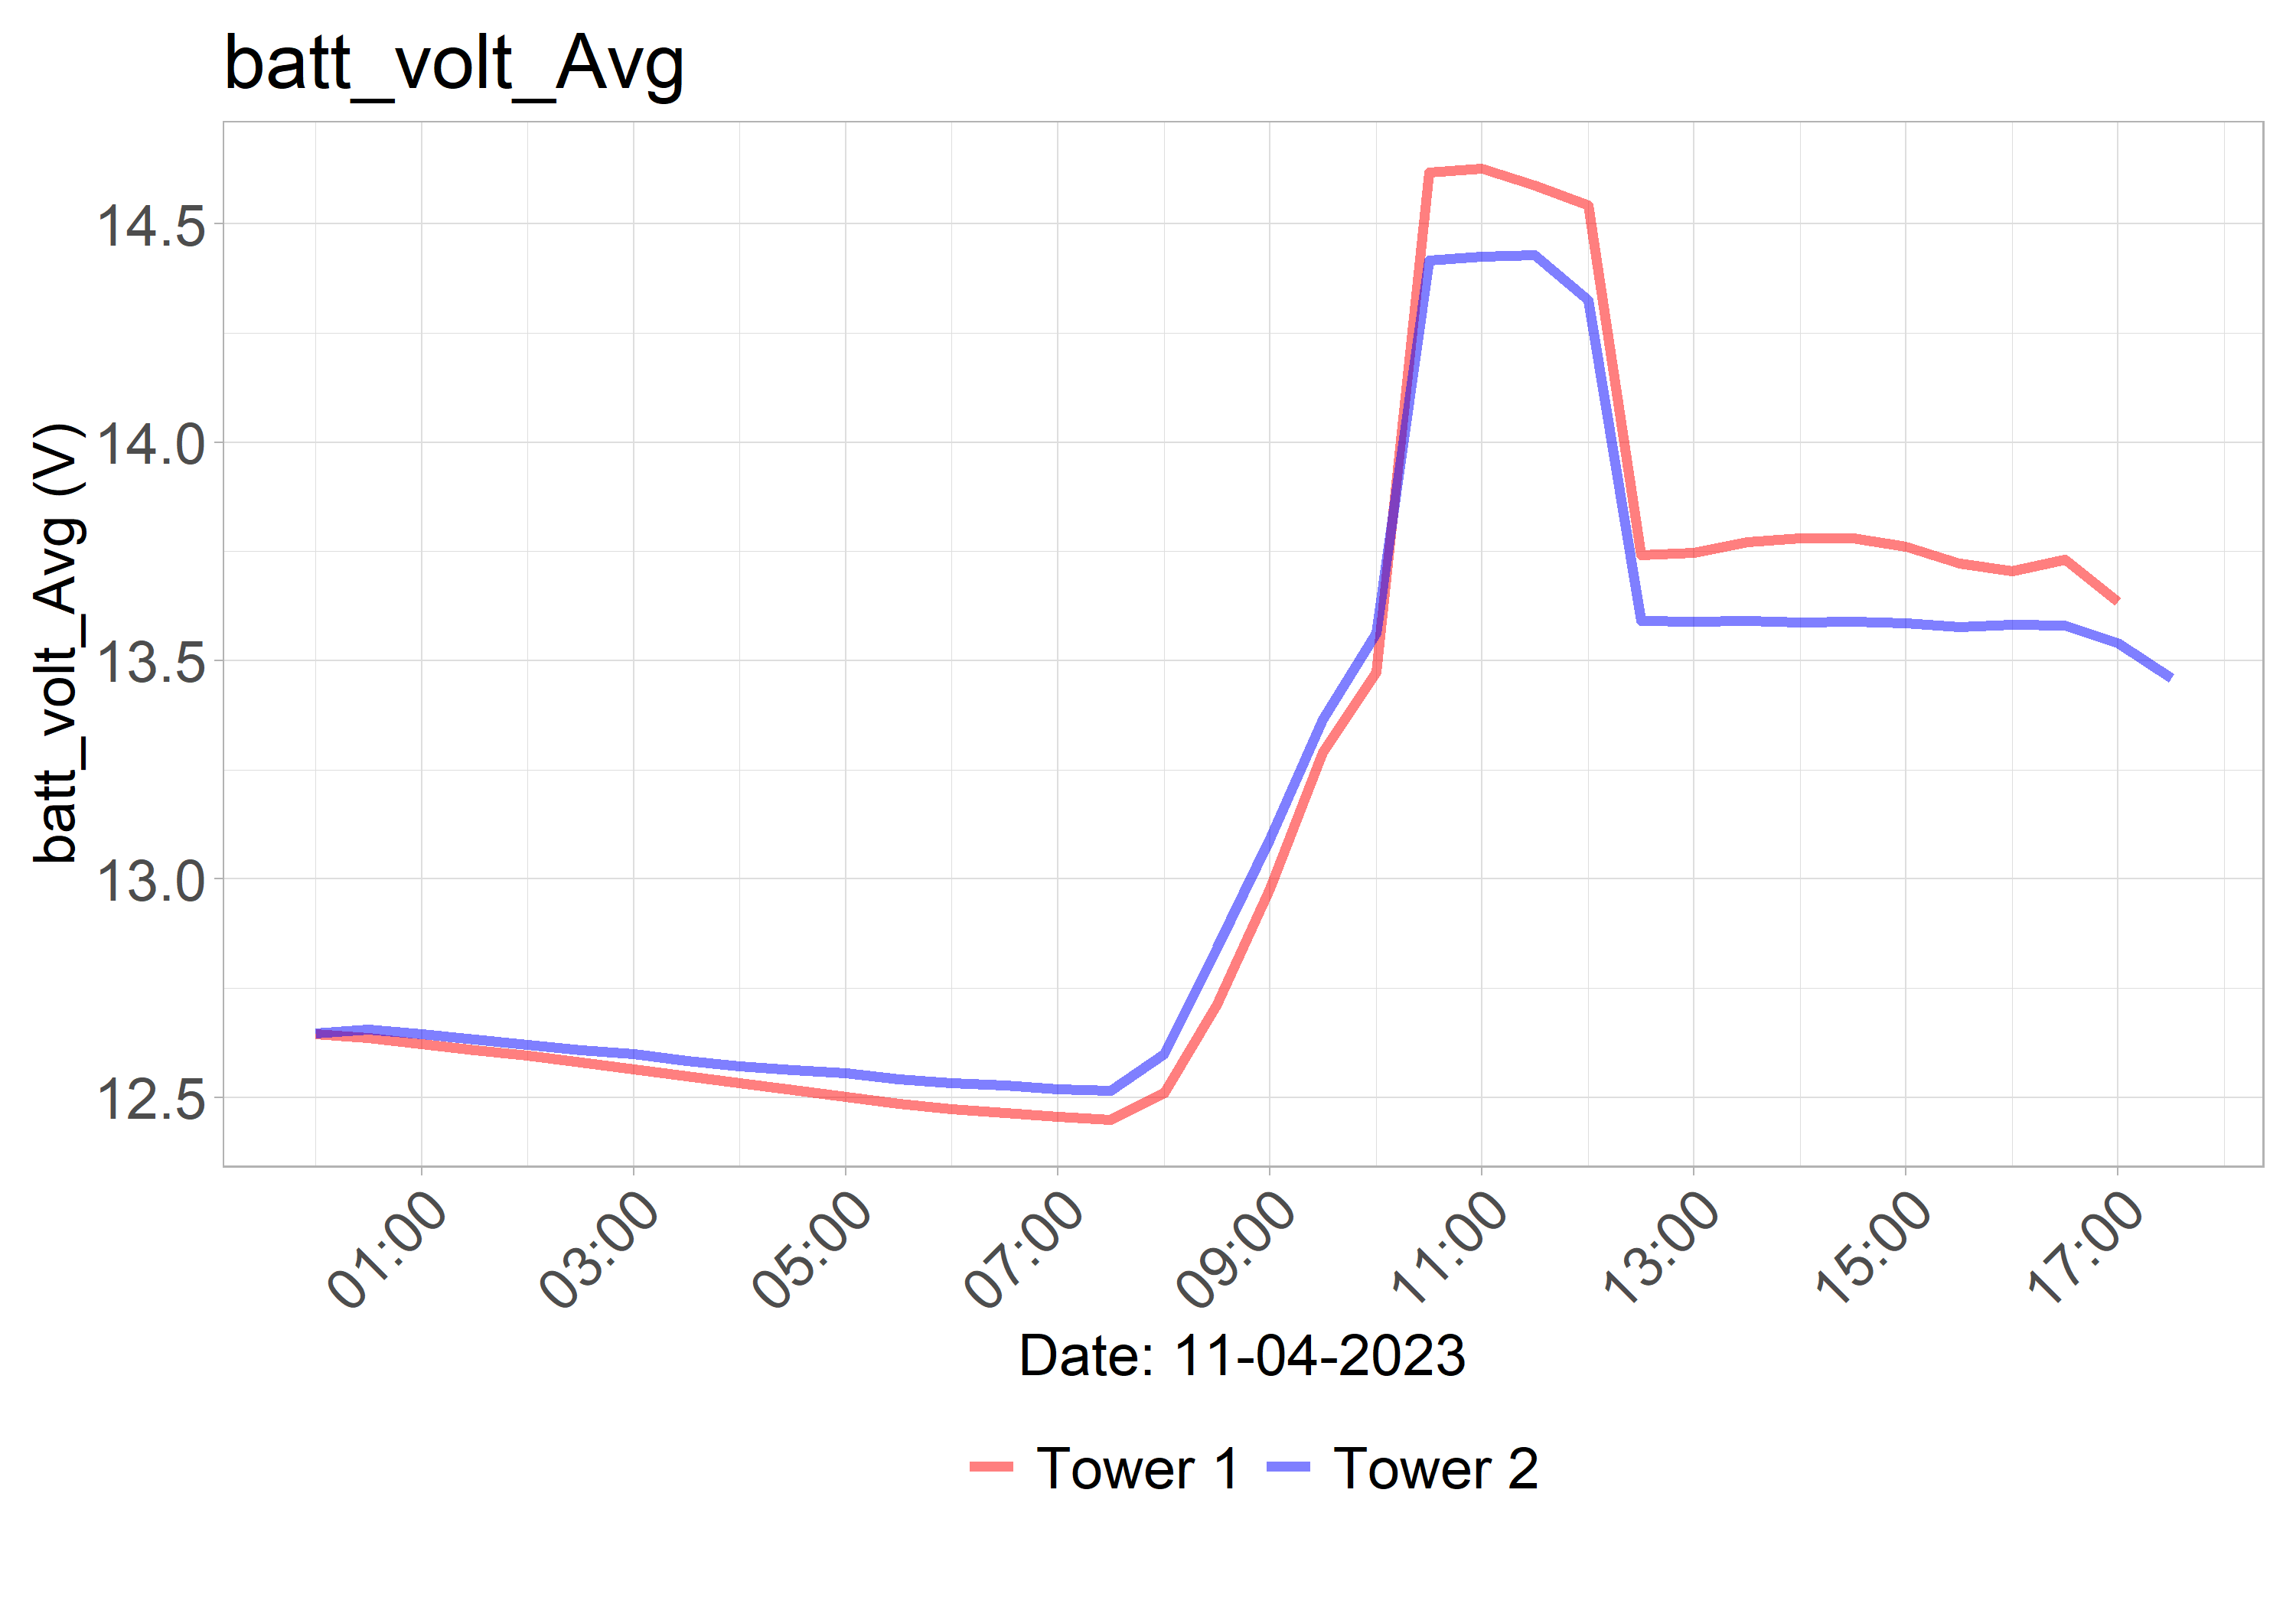 batt_volt_Avg
batt_volt_Avg (V)
14.5
14.0
13.5
13.0
12.5
01:00 03:00 05:00 07:00 09:00 11:00 13:00 15:00 17:00
Date: 11-04-2023
Tower 1 Tower 2